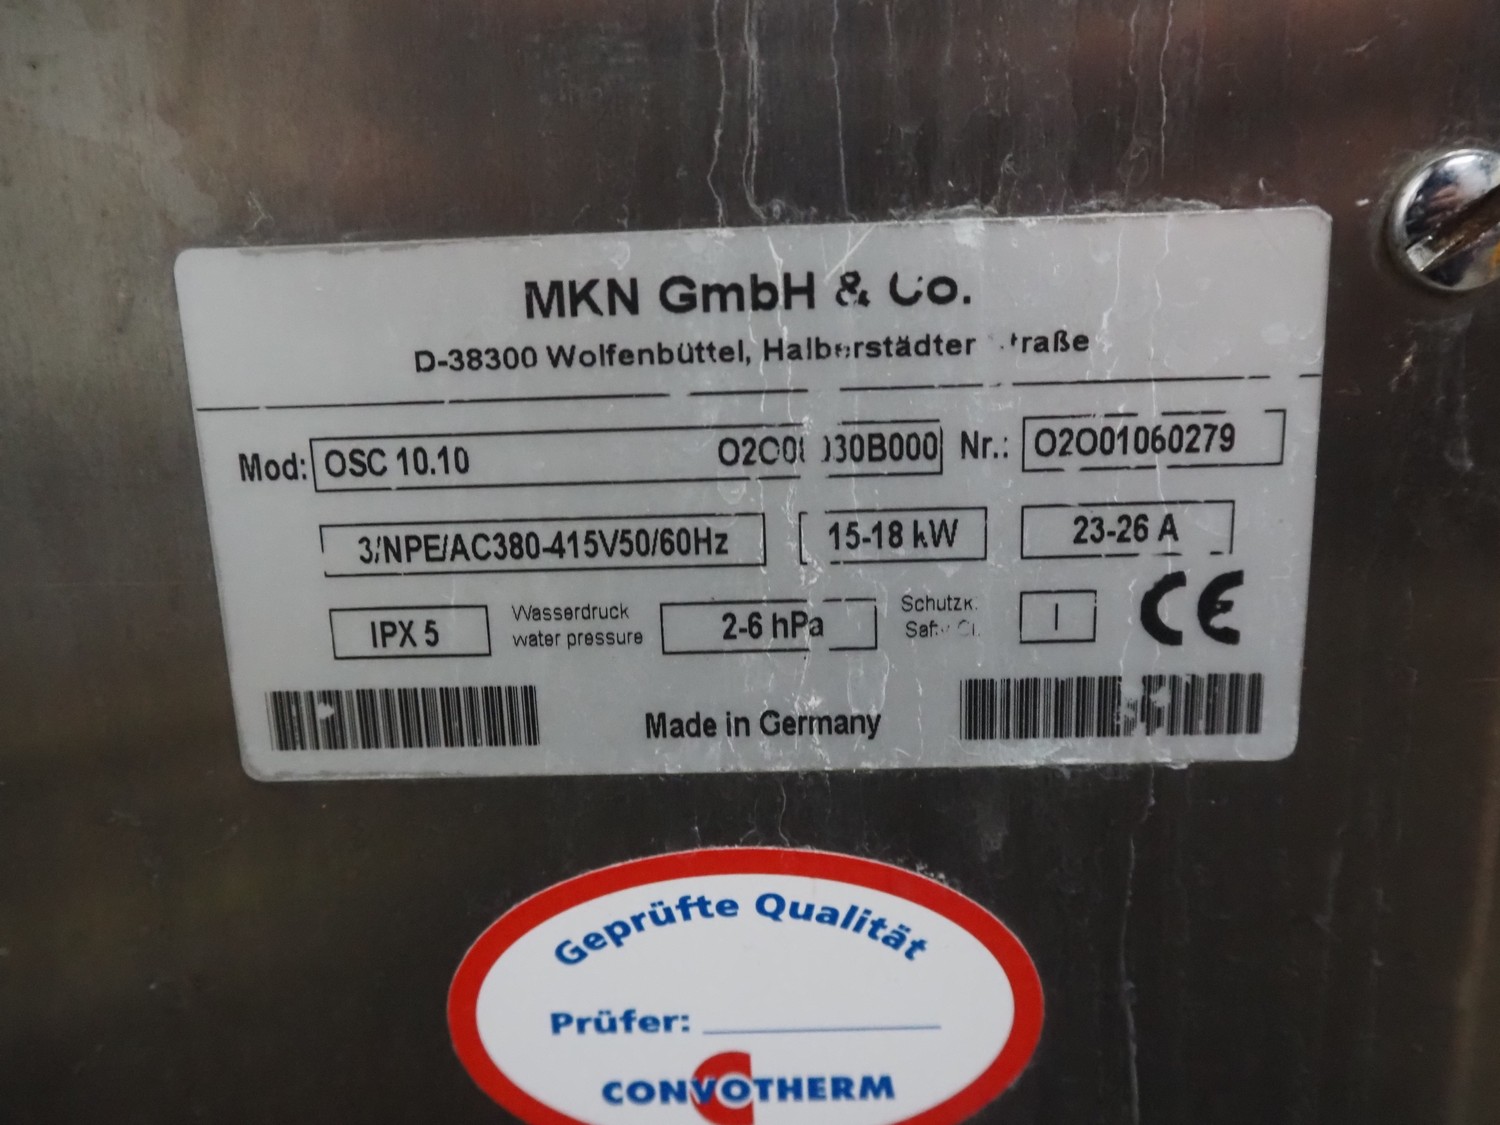 MKN GmbH & Co.
D-38300 Wolfenbüttel, Halberstädter Straße
Mod: OSC 10.10 Nr.: O2O01060279
3/NPE/AC380-415V50/60Hz 15-18 kW 23-26 A
IPX 5 Wasserdruck 2-6 hPa Schutzk. I CE
water pressure
Made in Germany
Geprüfte Qualität
Prüfer:
CONVOTHERM